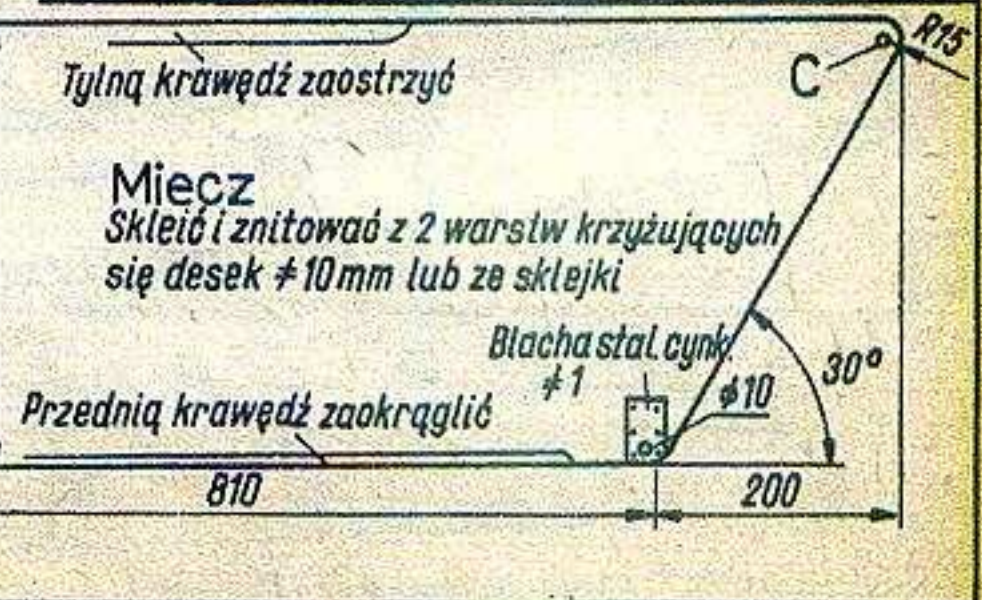 R15
Tylną krawędź zaostrzyć
C
Miecz
Skleić i znitować z 2 warstw krzyżujących
się desek ≠10mm lub ze sklejki
Blacha stal. cynk.
≠1
ϕ10
30°
Przednią krawędź zaokrąglić
810
200